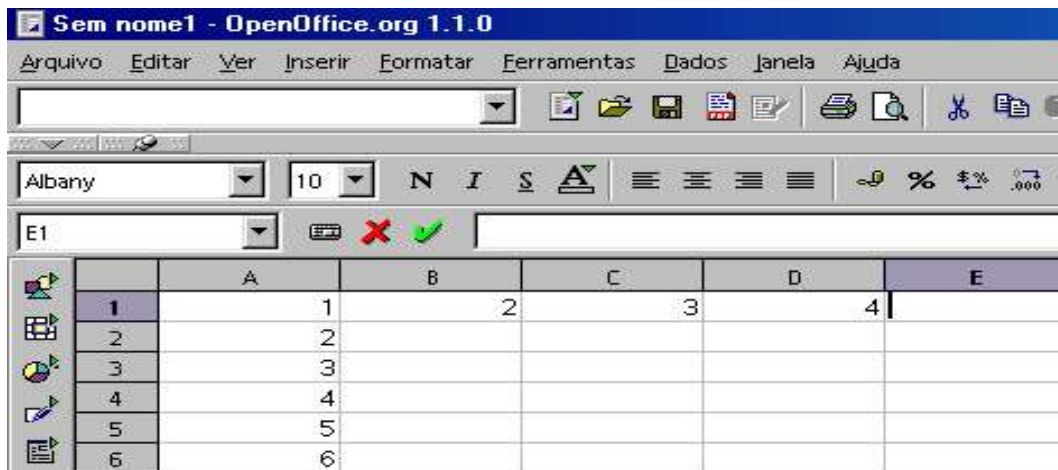 Sem nome1 - OpenOffice.org 1.1.0
Arquivo Editar Ver Inserir Formatar Ferramentas Dados Janela Ajuda
Albany 10 N I S A % $% .000
E1
A B C D E
1 1 2 3 4
2 2
3 3
4 4
5 5
6 6